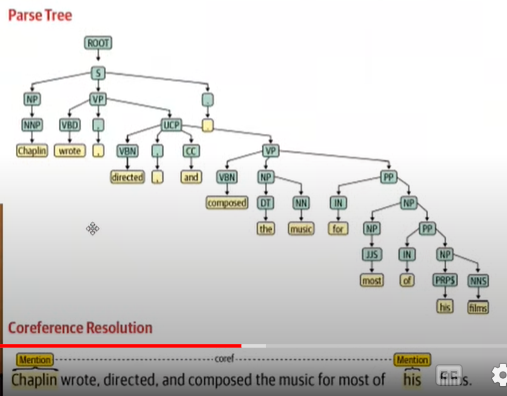 Parse Tree
ROOT
S
NP VP .
NNP VBD , UCP .
Chaplin wrote , VBN , CC VP
directed , and VBN NP PP
composed DT NN IN NP
the music for NP PP
JJS IN NP
most of PRP$ NNS
his films
Coreference Resolution
Mention coref Mention
Chaplin wrote, directed, and composed the music for most of his films.